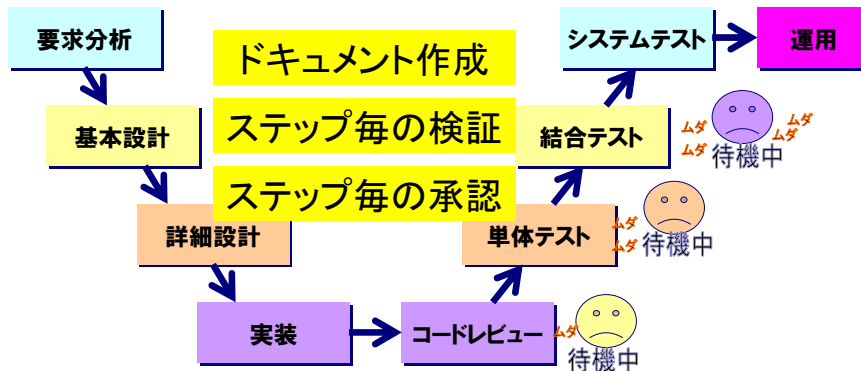 要求分析
ドキュメント作成
システムテスト
運用
基本設計
ステップ毎の検証
結合テスト
ムダ
ムダ
ムダ
ムダ
待機中
詳細設計
ステップ毎の承認
単体テスト
ムダ
ムダ
待機中
実装
コードレビュー
ムダ
待機中